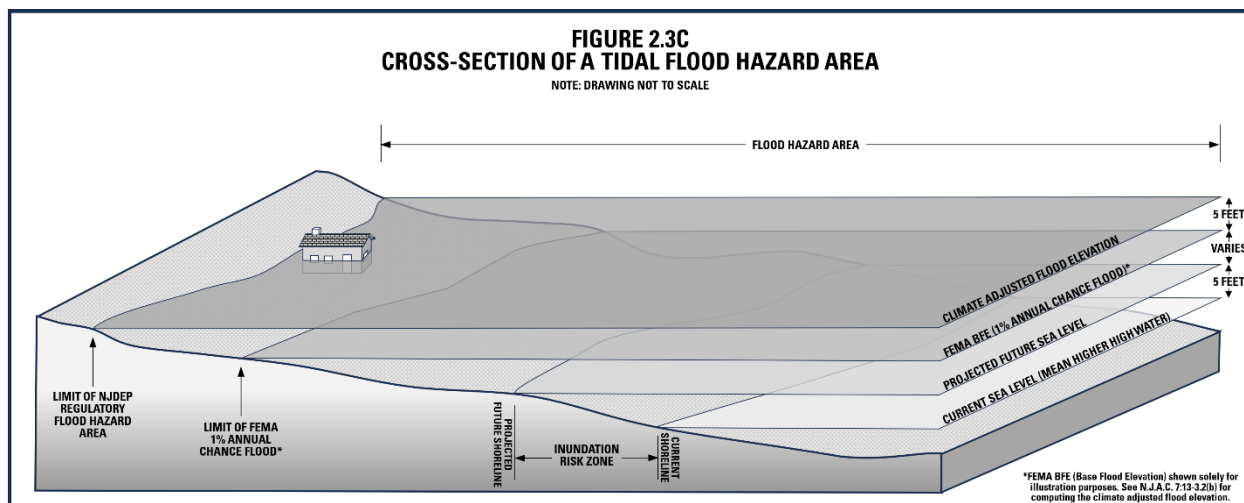 FIGURE 2.3C
CROSS-SECTION OF A TIDAL FLOOD HAZARD AREA
NOTE: DRAWING NOT TO SCALE
FLOOD HAZARD AREA
5 FEET
VARIES
5 FEET
CLIMATE ADJUSTED FLOOD ELEVATION
FEMA BFE (1% ANNUAL CHANCE FLOOD)*
PROJECTED FUTURE SEA LEVEL
CURRENT SEA LEVEL (MEAN HIGHER HIGH WATER)
LIMIT OF NJDEP
REGULATORY
FLOOD HAZARD
AREA
LIMIT OF FEMA
1% ANNUAL
CHANCE FLOOD*
PROJECTED
FUTURE SHORELINE
INUNDATION
RISK ZONE
CURRENT
SHORELINE
*FEMA BFE (Base Flood Elevation) shown solely for
illustration purposes. See N.J.A.C. 7:13-3.2(b) for
computing the climate adjusted flood elevation.